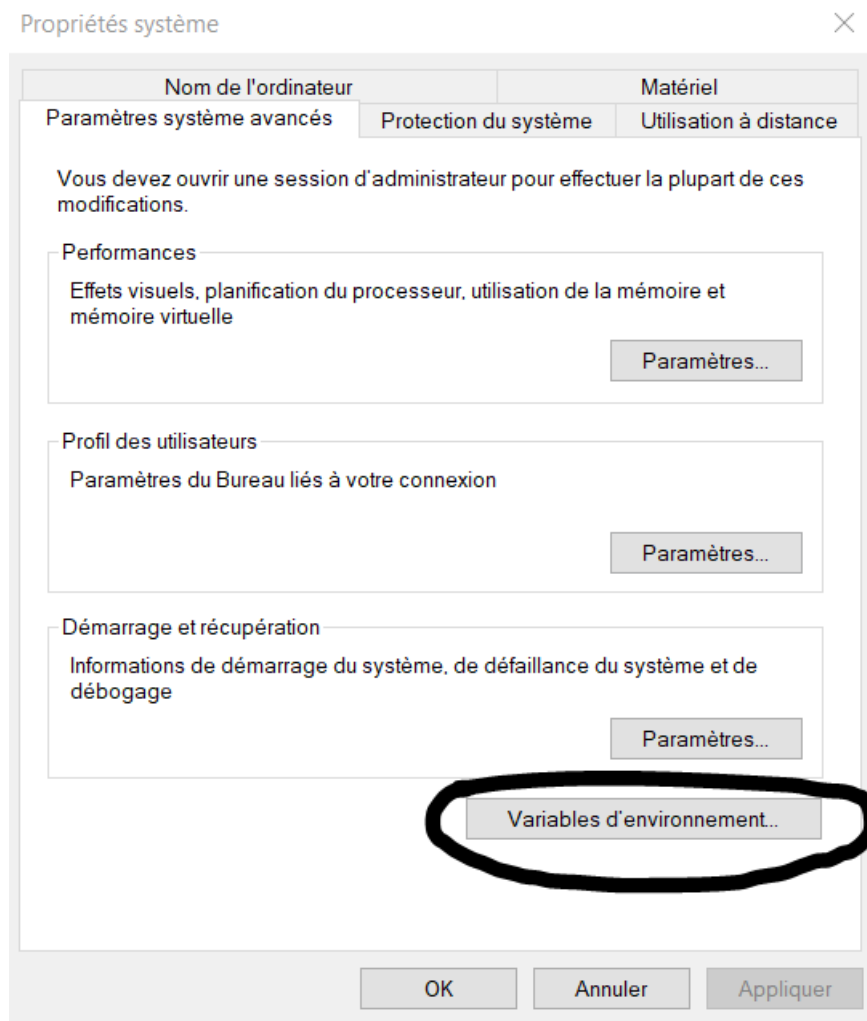 Propriétés système
Nom de l'ordinateur
Matériel
Paramètres système avancés
Protection du système
Utilisation à distance
Vous devez ouvrir une session d'administrateur pour effectuer la plupart de ces
modifications.
Performances
Effets visuels, planification du processeur, utilisation de la mémoire et
mémoire virtuelle
Paramètres...
Profil des utilisateurs
Paramètres du Bureau liés à votre connexion
Paramètres...
Démarrage et récupération
Informations de démarrage du système, de défaillance du système et de
débogage
Paramètres...
Variables d'environnement...
OK
Annuler
Appliquer